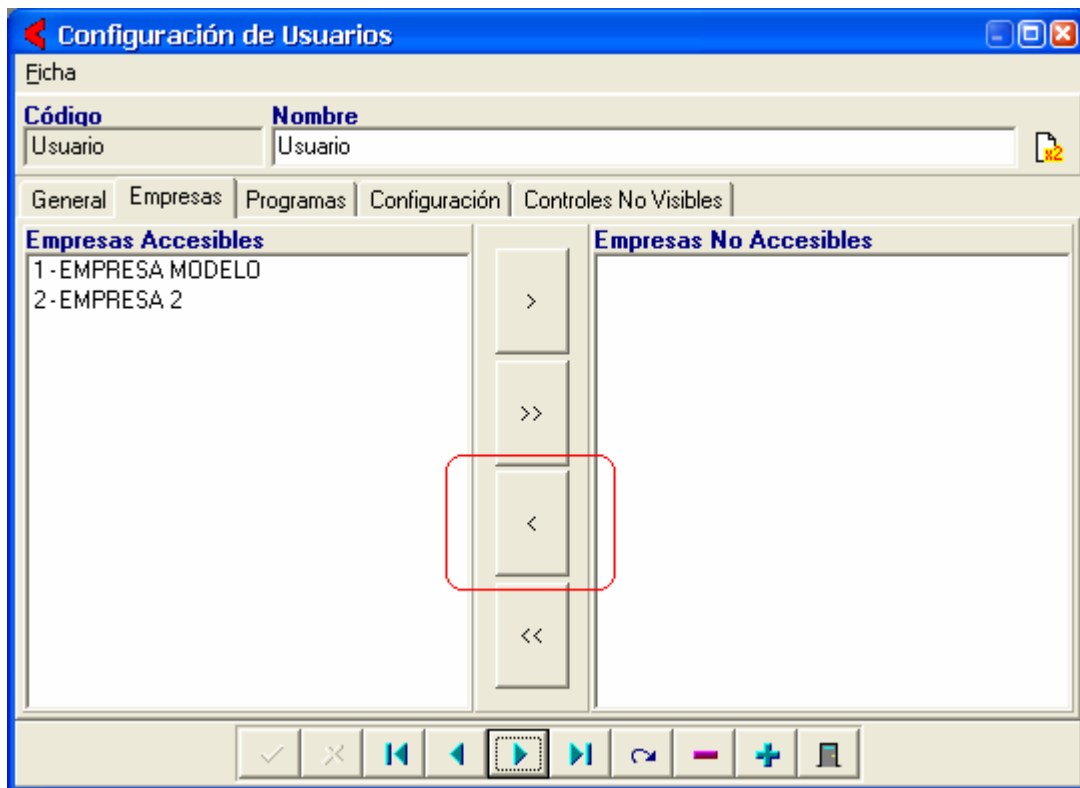 Configuración de Usuarios
Ficha
Código Nombre
Usuario Usuario
x2
General Empresas Programas Configuración Controles No Visibles
Empresas Accesibles Empresas No Accesibles
1 - EMPRESA MODELO
2 - EMPRESA 2
>
>>
<
<<